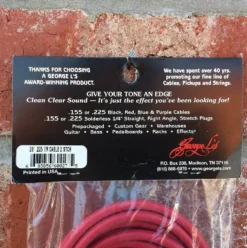 THANKS FOR CHOOSING
A GEORGE L'S
AWARD-WINNING PRODUCT.
We have spent over 40 yrs.
promoting our fine line of
Cables, Pickups and Strings.
GIVE YOUR TONE AN EDGE
Clean Clear Sound — It's just the effect you've been looking for!
.155 or .225 Black, Red, Blue & Purple Cables
.155 or .225 Solderless 1/4" Straight, Right Angle, Stretch Plugs
Prepackaged • Custom Gear • Warehouses
Guitar • Bass • Pedalboards • Racks • Effects!
George L's
P.O. BOX 238, Madison, TN 37115
www.georgels.com
Printed in USA